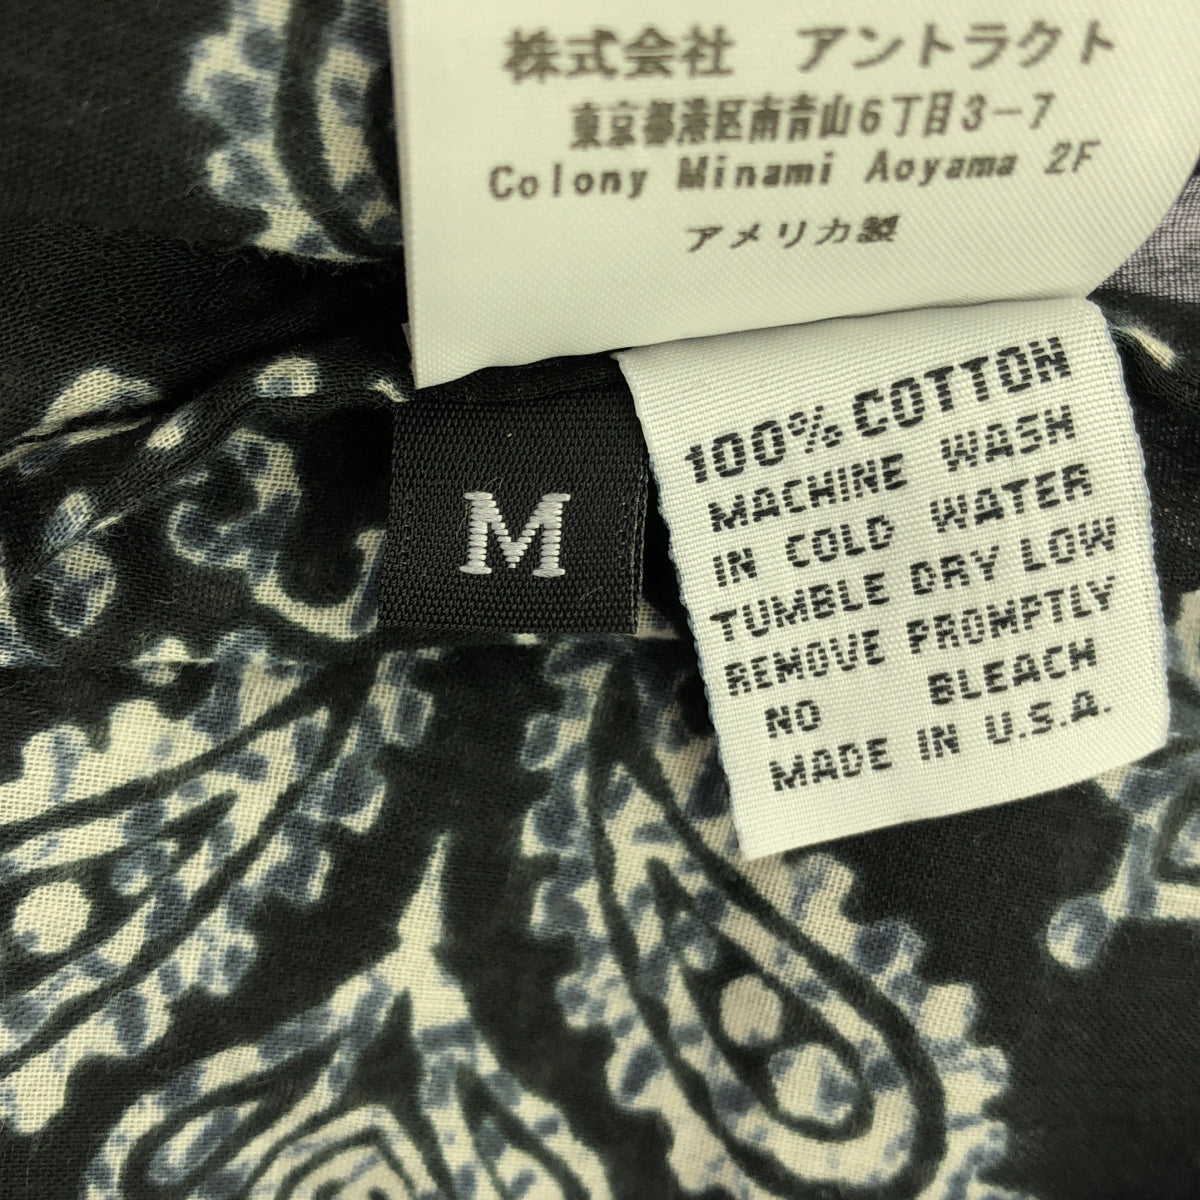 株式会社 アントラクト
東京都港区南青山6丁目3-7
Colony Minami Aoyama 2F
アメリカ製
M
100% COTTON
MACHINE WASH
IN COLD WATER
TUMBLE DRY LOW
REMOVE PROMPTLY
NO BLEACH
MADE IN U.S.A.